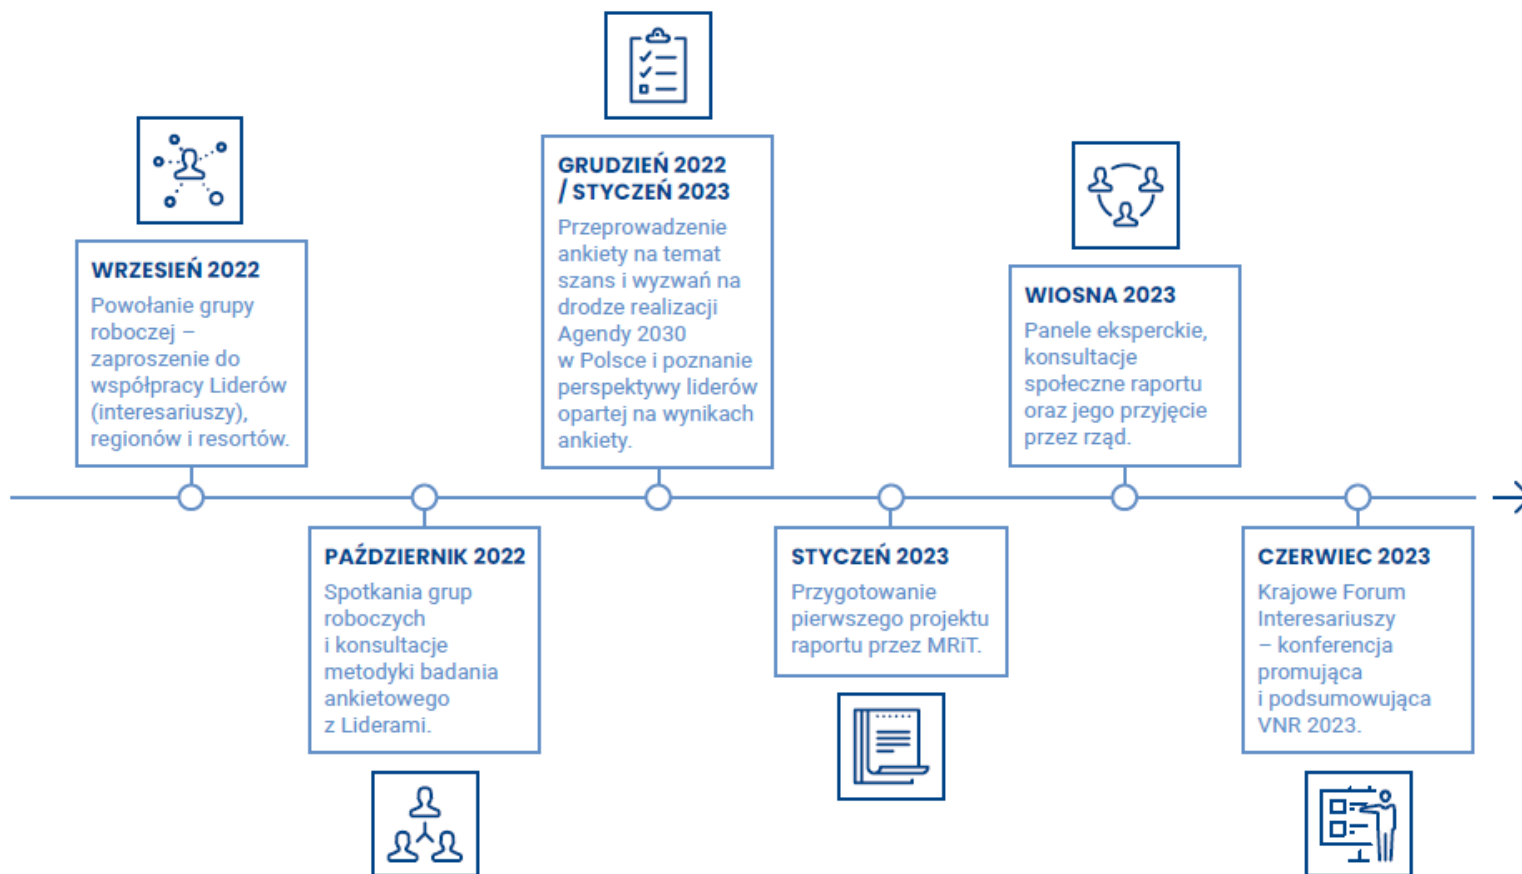 WRZESIEŃ 2022
Powołanie grupy
roboczej –
zaproszenie do
współpracy Liderów
(interesariuszy),
regionów i resortów.
PAŹDZIERNIK 2022
Spotkania grup
roboczych
i konsultacje
metodyki badania
ankietowego
z Liderami.
GRUDZIEŃ 2022
/ STYCZEŃ 2023
Przeprowadzenie
ankiety na temat
szans i wyzwań na
drodze realizacji
Agendy 2030
w Polsce i poznanie
perspektywy liderów
opartej na wynikach
ankiety.
STYCZEŃ 2023
Przygotowanie
pierwszego projektu
raportu przez MRiT.
WIOSNA 2023
Panele eksperckie,
konsultacje
społeczne raportu
oraz jego przyjęcie
przez rząd.
CZERWIEC 2023
Krajowe Forum
Interesariuszy
– konferencja
promująca
i podsumowująca
VNR 2023.